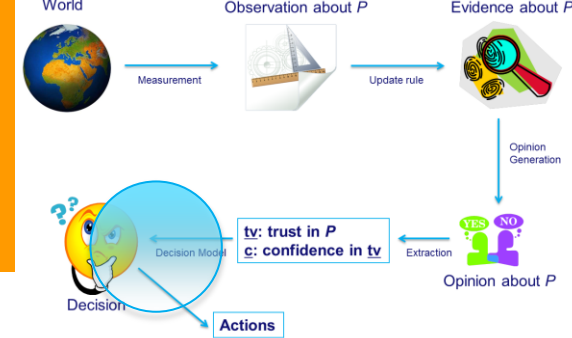 World
Observation about P
Evidence about P
Measurement
Update rule
Opinion
Generation
YES
NO
??
tv: trust in P
c: confidence in tv
Decision Model
Extraction
Opinion about P
Decision
Actions